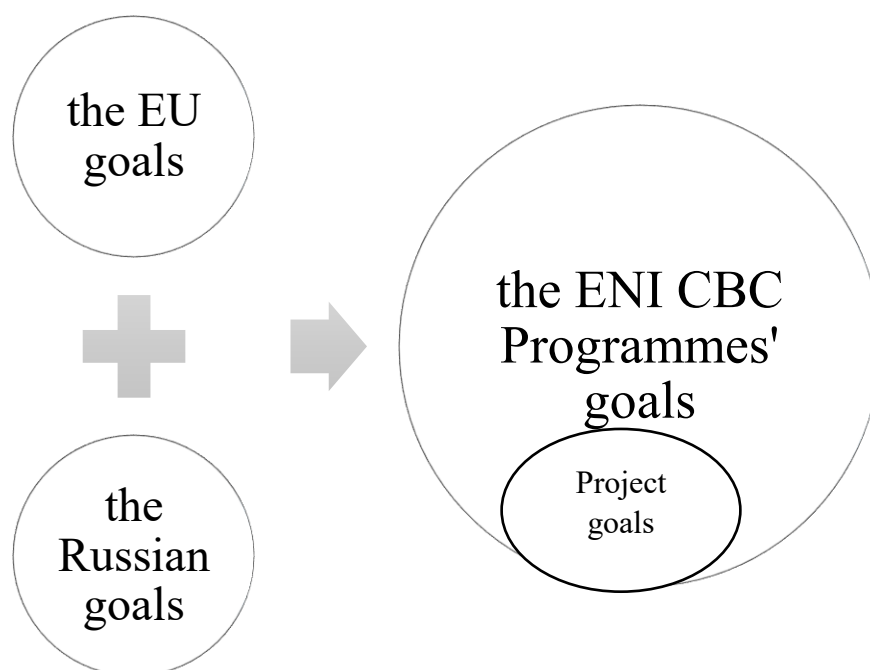 the EU
goals
the
Russian
goals
the ENI CBC
Programmes'
goals
Project
goals